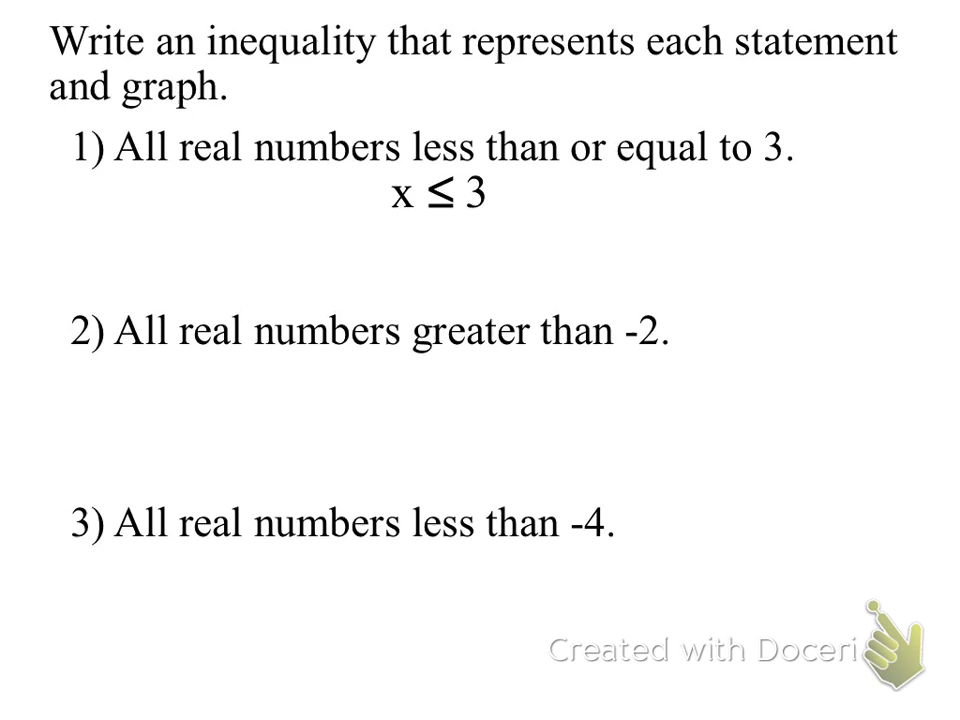 Write an inequality that represents each statement
and graph.
1) All real numbers less than or equal to 3.
x ≤ 3
2) All real numbers greater than -2.
3) All real numbers less than -4.
Created with Doceri